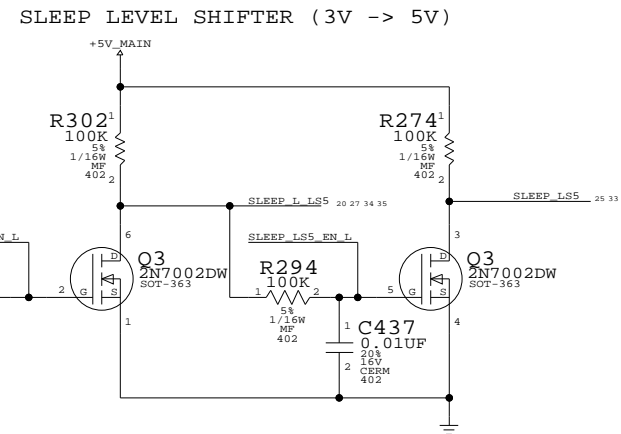 SLEEP LEVEL SHIFTER (3V -> 5V)
+5V_MAIN
R302
1
100K
5%
1/16W
MF
402
2
R274
1
100K
5%
1/16W
MF
402
2
SLEEP_L_LS5 20 27 34 35
SLEEP_LS5 25 33
N_L
6
D
Q3
2N7002DW
SOT-363
2
G
S
1
SLEEP_LS5_EN_L
R294
100K
1
2
5%
1/16W
MF
402
3
D
Q3
2N7002DW
SOT-363
5
G
S
4
1
C437
0.01UF
20%
16V
CERM
402
2